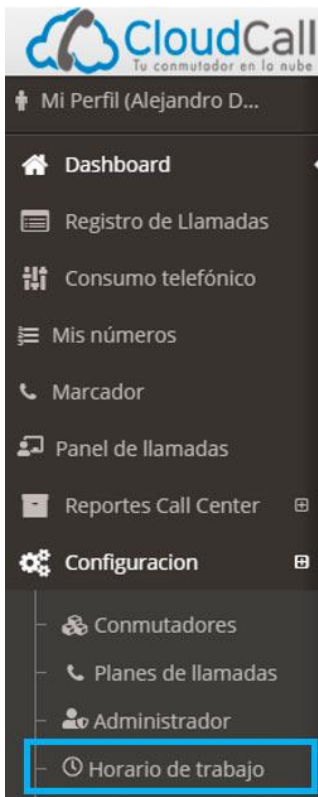 CloudCall
Tu conmutador en la nube
Mi Perfil (Alejandro D...
Dashboard
Registro de Llamadas
Consumo telefónico
Mis números
Marcador
Panel de llamadas
Reportes Call Center
Configuracion
Conmutadores
Planes de llamadas
Administrador
Horario de trabajo